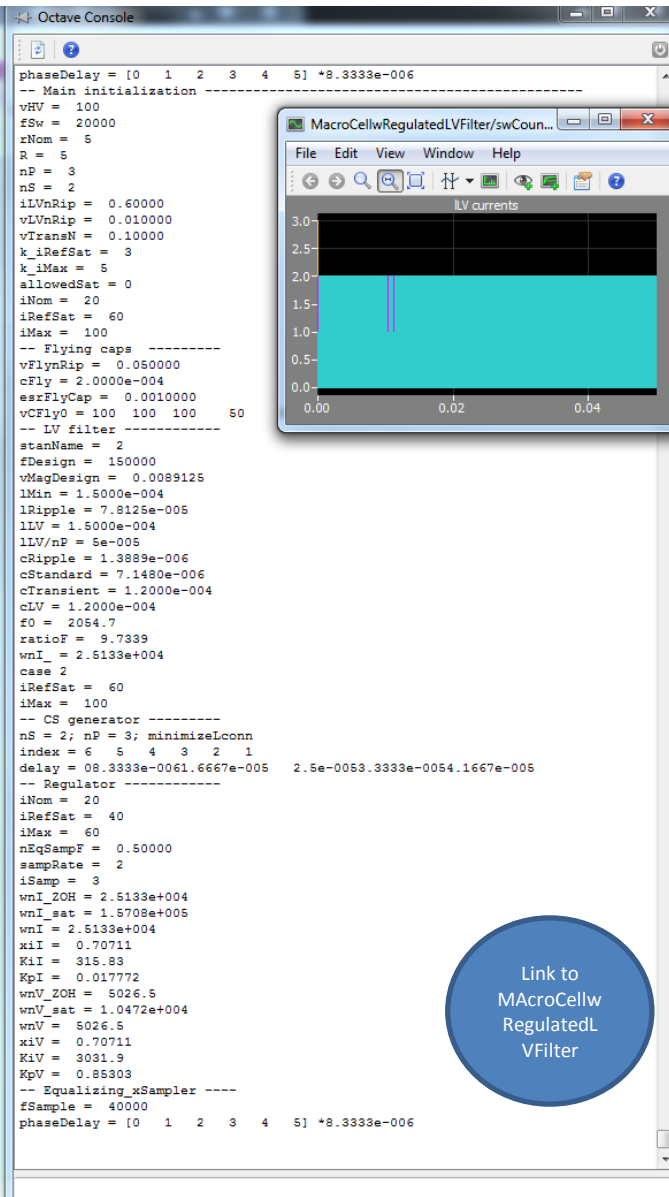 Octave Console
phaseDelay = [0 1 2 3 4 5] *8.3333e-006
-- Main initialization -----------------------------------------------
vHV = 100
fSw = 20000
rNom = 5
R = 5
nP = 3
nS = 2
iLVnRip = 0.60000
vLVnRip = 0.010000
vTransN = 0.10000
k_iRefSat = 3
k_iMax = 5
allowedSat = 0
iNom = 20
iRefSat = 60
iMax = 100
-- Flying caps ---------
vFlynRip = 0.050000
cFly = 2.0000e-004
esrFlyCap = 0.0010000
vCFly0 = 100 100 100 50
-- LV filter ------------
stanName = 2
fDesign = 150000
vMagDesign = 0.0089125
lMin = 1.5000e-004
lRipple = 7.8125e-005
lLV = 1.5000e-004
lLV/nP = 5e-005
cRipple = 1.3889e-006
cStandard = 7.1480e-006
cTransient = 1.2000e-004
cLV = 1.2000e-004
f0 = 2054.7
ratioF = 9.7339
wnI_ = 2.5133e+004
case 2
iRefSat = 60
iMax = 100
-- CS generator ---------
nS = 2; nP = 3; minimizeLconn
index = 6 5 4 3 2 1
delay = 08.3333e-0061.6667e-005 2.5e-0053.3333e-0054.1667e-005
-- Regulator ------------
iNom = 20
iRefSat = 40
iMax = 60
nEqSampF = 0.50000
sampRate = 2
iSamp = 3
wnI_ZOH = 2.5133e+004
wnI_sat = 1.5708e+005
wnI = 2.5133e+004
xiI = 0.70711
KiI = 315.83
KpI = 0.017772
wnV_ZOH = 5026.5
wnV_sat = 1.0472e+004
wnV = 5026.5
xiV = 0.70711
KiV = 3031.9
KpV = 0.85303
-- Equalizing_xSampler ----
fSample = 40000
phaseDelay = [0 1 2 3 4 5] *8.3333e-006
MacroCellwRegulatedLVFilter/swCoun...
File Edit View Window Help
lLV currents
3.0
2.5
2.0
1.5
1.0
0.5
0.0
0.00 0.02 0.04
Link to
MAcroCellw
RegulatedL
VFilter